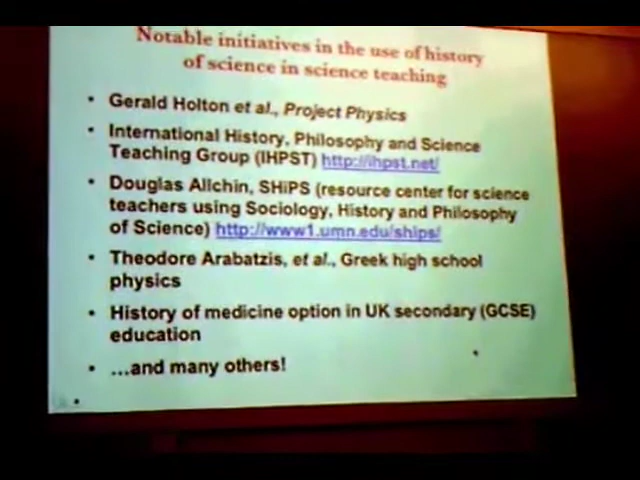 Notable initiatives in the use of history
of science in science teaching
• Gerald Holton et al., Project Physics
• International History, Philosophy and Science
Teaching Group (IHPST) http://ihpst.net/
• Douglas Allchin, SHiPS (resource center for science
teachers using Sociology, History and Philosophy
of Science) http://www1.umn.edu/ships/
• Theodore Arabatzis, et al., Greek high school
physics
• History of medicine option in UK secondary (GCSE)
education
• ...and many others!